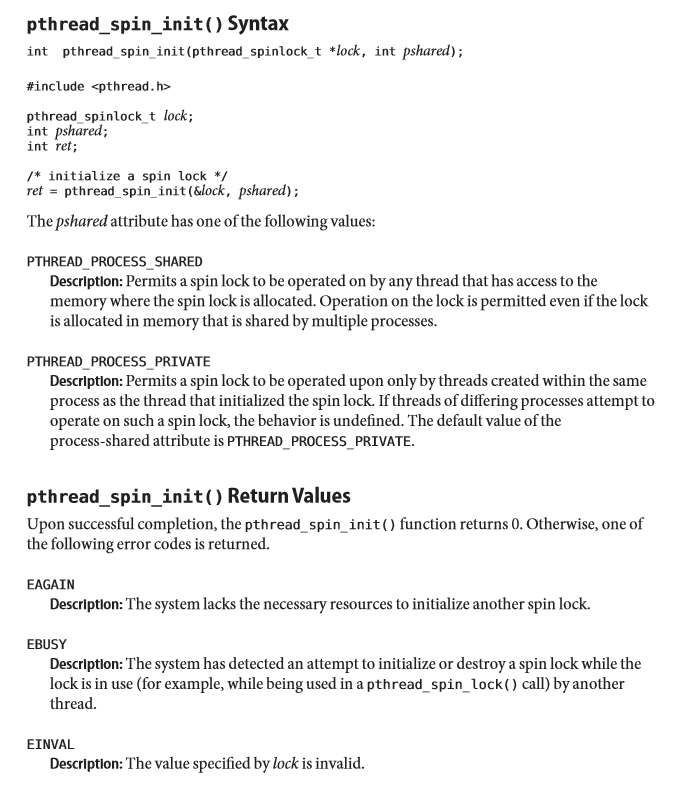 pthread_spin_init() Syntax
int pthread_spin_init(pthread_spinlock_t *lock, int pshared);
#include <pthread.h>
pthread_spinlock_t lock;
int pshared;
int ret;
/* initialize a spin lock */
ret = pthread_spin_init(&lock, pshared);
The pshared attribute has one of the following values:
PTHREAD_PROCESS_SHARED
Description: Permits a spin lock to be operated on by any thread that has access to the
memory where the spin lock is allocated. Operation on the lock is permitted even if the lock
is allocated in memory that is shared by multiple processes.
PTHREAD_PROCESS_PRIVATE
Description: Permits a spin lock to be operated upon only by threads created within the same
process as the thread that initialized the spin lock. If threads of differing processes attempt to
operate on such a spin lock, the behavior is undefined. The default value of the
process-shared attribute is PTHREAD_PROCESS_PRIVATE.
pthread_spin_init() Return Values
Upon successful completion, the pthread_spin_init() function returns 0. Otherwise, one of
the following error codes is returned.
EAGAIN
Description: The system lacks the necessary resources to initialize another spin lock.
EBUSY
Description: The system has detected an attempt to initialize or destroy a spin lock while the
lock is in use (for example, while being used in a pthread_spin_lock() call) by another
thread.
EINVAL
Description: The value specified by lock is invalid.